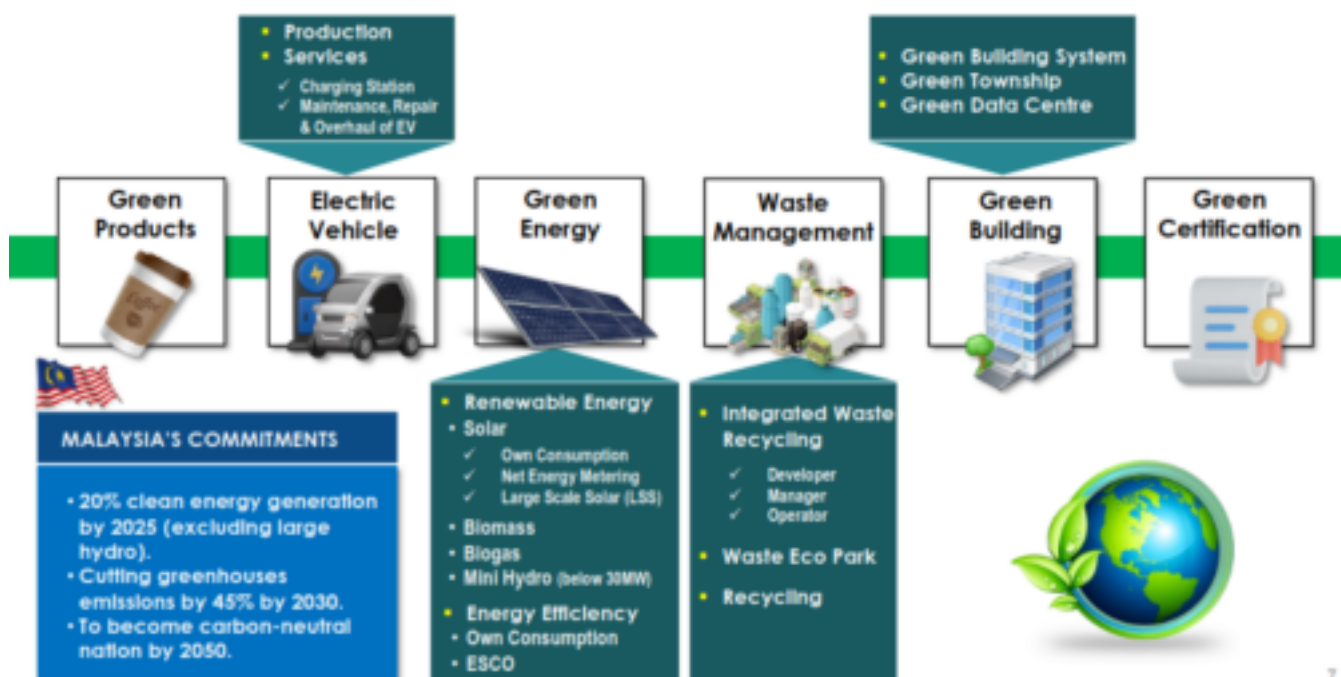 Production
Services
Charging Station
Maintenance, Repair
& Overhaul of EV
Green Building System
Green Township
Green Data Centre
Green
Products
Electric
Vehicle
Green
Energy
Waste
Management
Green
Building
Green
Certification
Coffee
MALAYSIA'S COMMITMENTS
20% clean energy generation
by 2025 (excluding large
hydro).
Cutting greenhouses
emissions by 45% by 2030.
To become carbon-neutral
nation by 2050.
Renewable Energy
Solar
Own Consumption
Net Energy Metering
Large Scale Solar (LSS)
Biomass
Biogas
Mini Hydro (below 30MW)
Energy Efficiency
Own Consumption
ESCO
Integrated Waste
Recycling
Developer
Manager
Operator
Waste Eco Park
Recycling